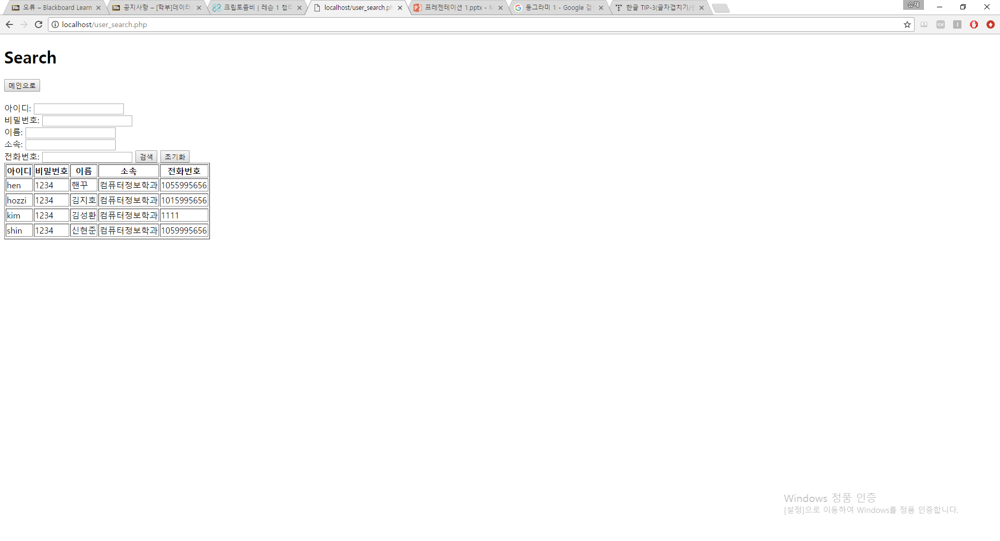 오류 – Blackboard Learn
공지사항 – [학부]데이터
크립토좀비 | 레슨 1 챕터
localhost/user_search.ph
프레젠테이션 1.pptx - M
동그라미 1 - Google 검색
한글 TIP-3(글자겹치기/원
승재
localhost/user_search.php
Search
메인으로
아이디:
비밀번호:
이름:
소속:
전화번호: 검색 초기화
아이디 비밀번호 이름 소속 전화번호
hen 1234 핸꾸 컴퓨터정보학과 1055995656
hozzi 1234 김지호 컴퓨터정보학과 1015995656
kim 1234 김성환 컴퓨터정보학과 1111
shin 1234 신현준 컴퓨터정보학과 1059995656
Windows 정품 인증
[설정]으로 이동하여 Windows를 정품 인증합니다.